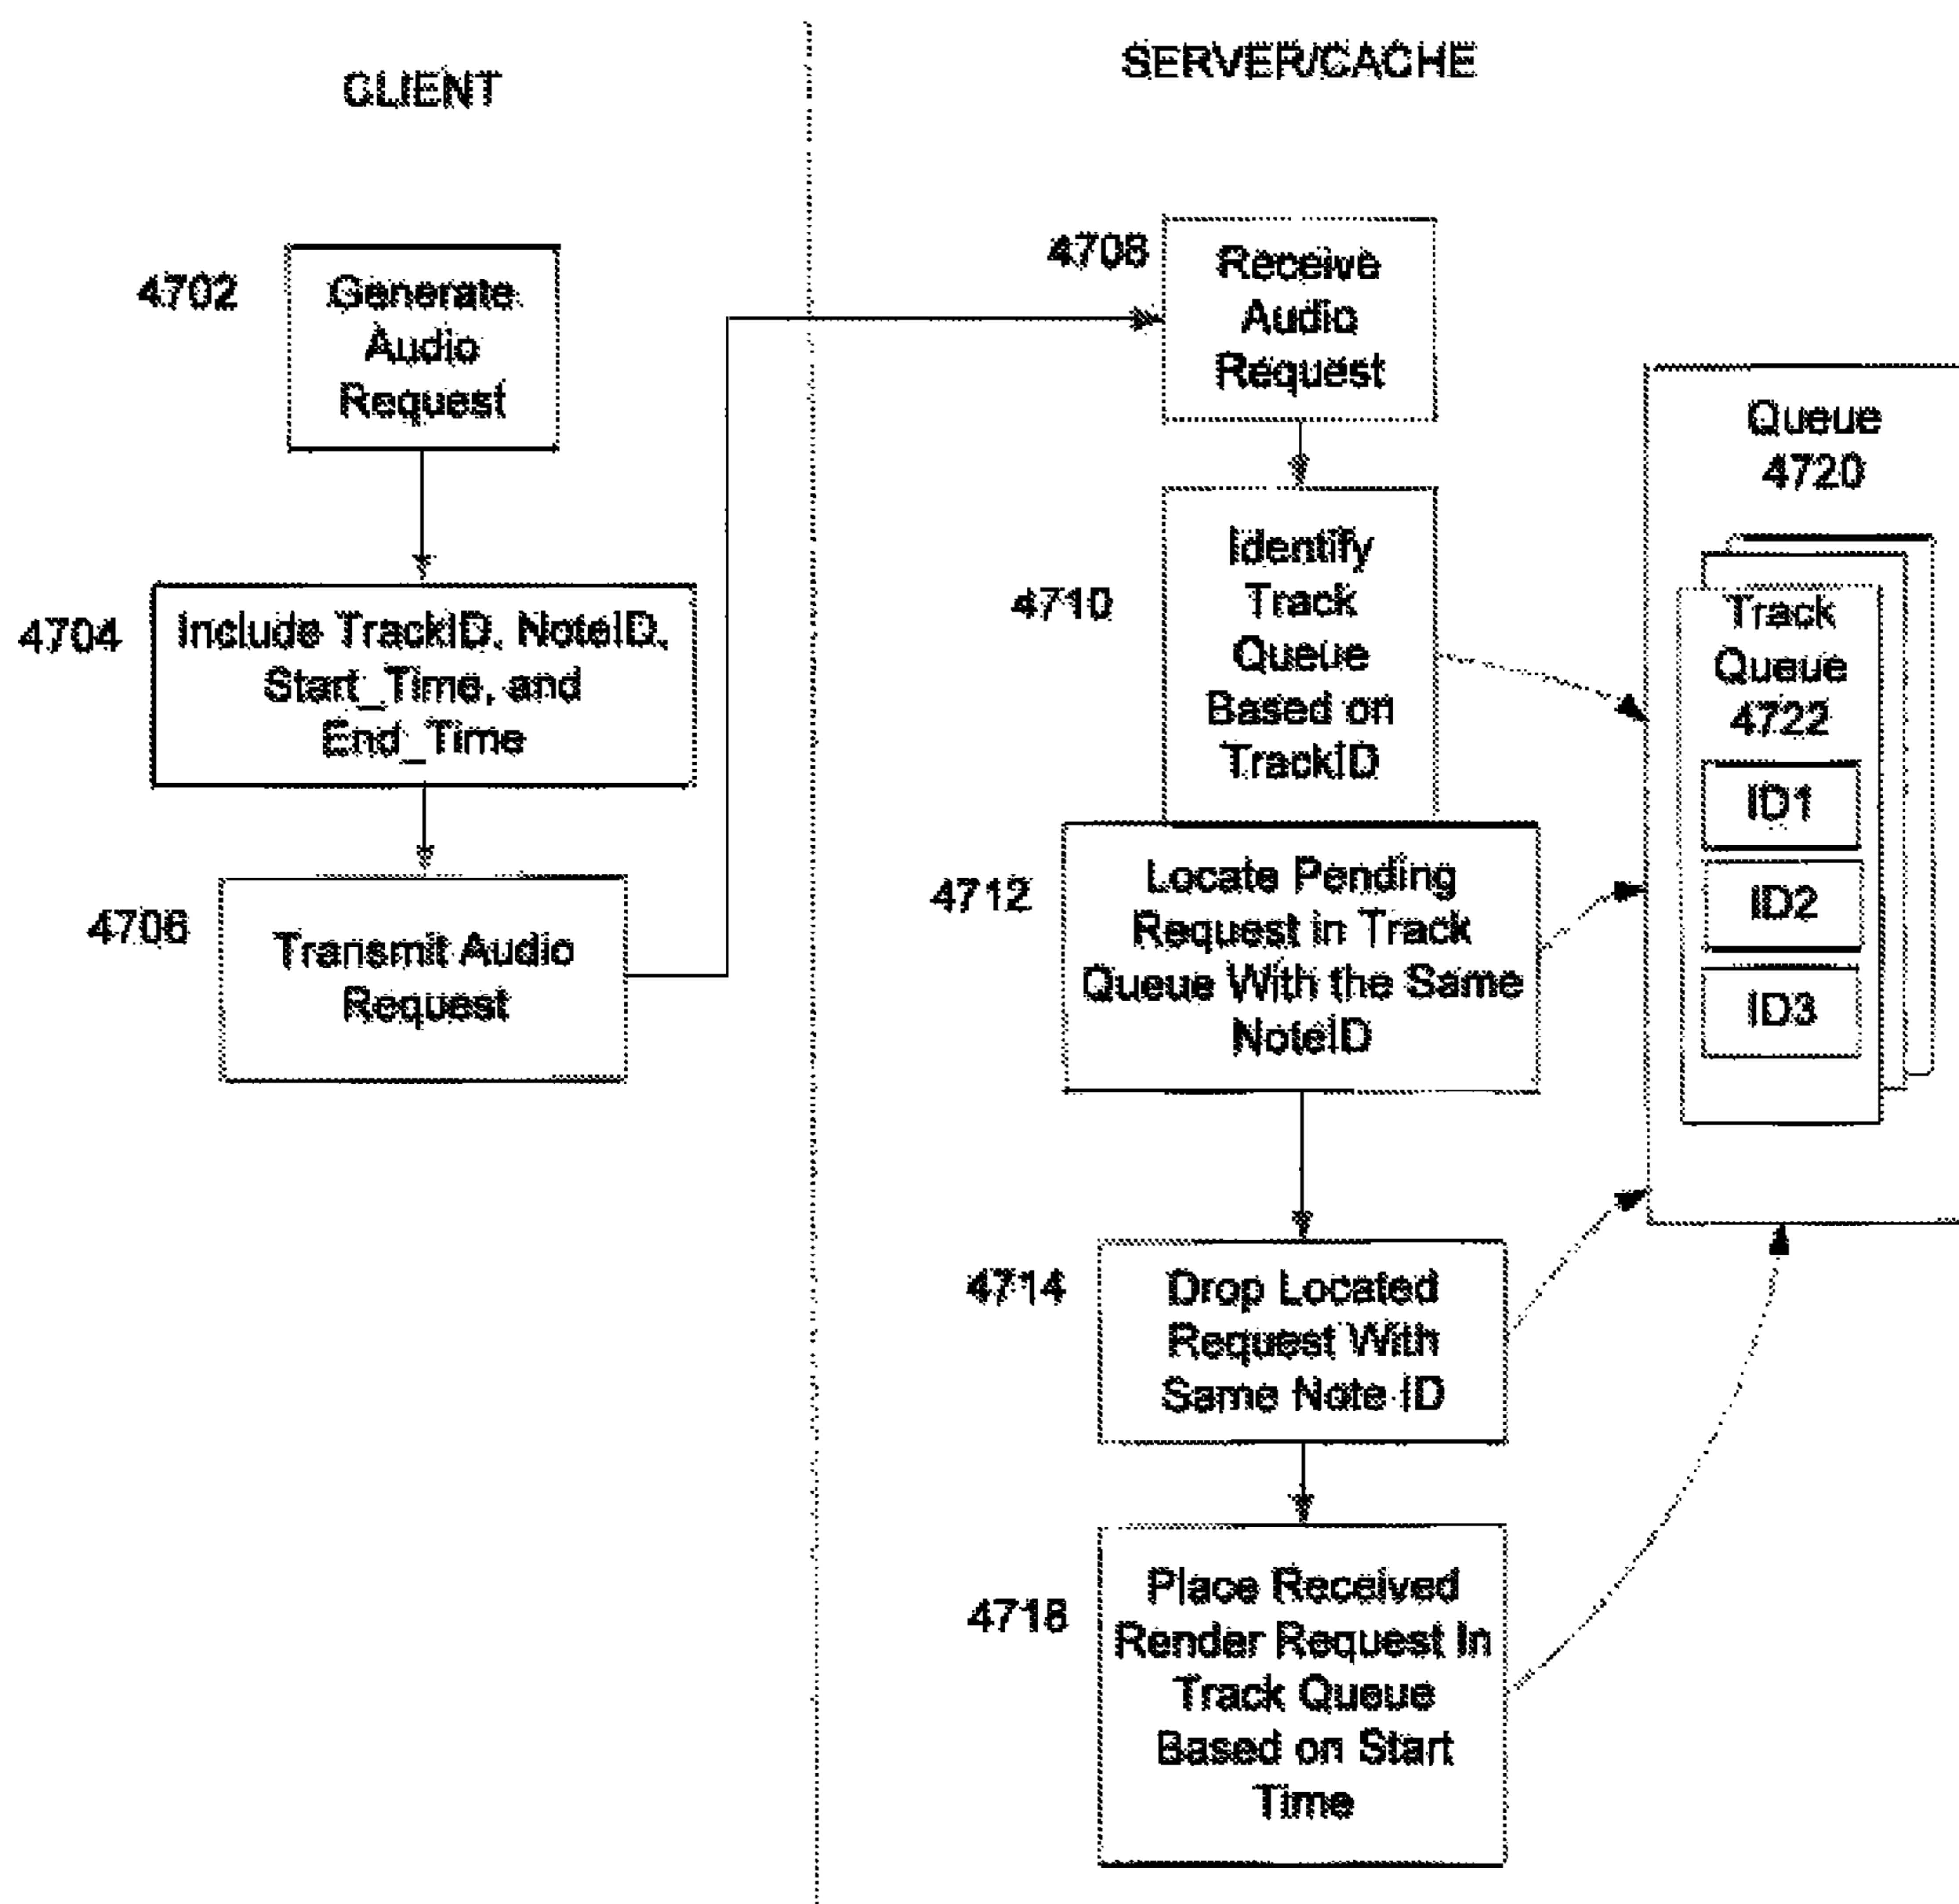 CLIENT
SERVER/CACHE
4702
Generate
Audio
Request
4704
Include TrackID, NoteID,
Start_Time, and
End_Time
4706
Transmit Audio
Request
4708
Receive
Audio
Request
4710
Identify
Track
Queue
Based on
TrackID
4712
Locate Pending
Request in Track
Queue With the Same
NoteID
4714
Drop Located
Request With
Same Note ID
4718
Place Received
Render Request In
Track Queue
Based on Start
Time
Queue
4720
Track
Queue
4722
ID1
ID2
ID3